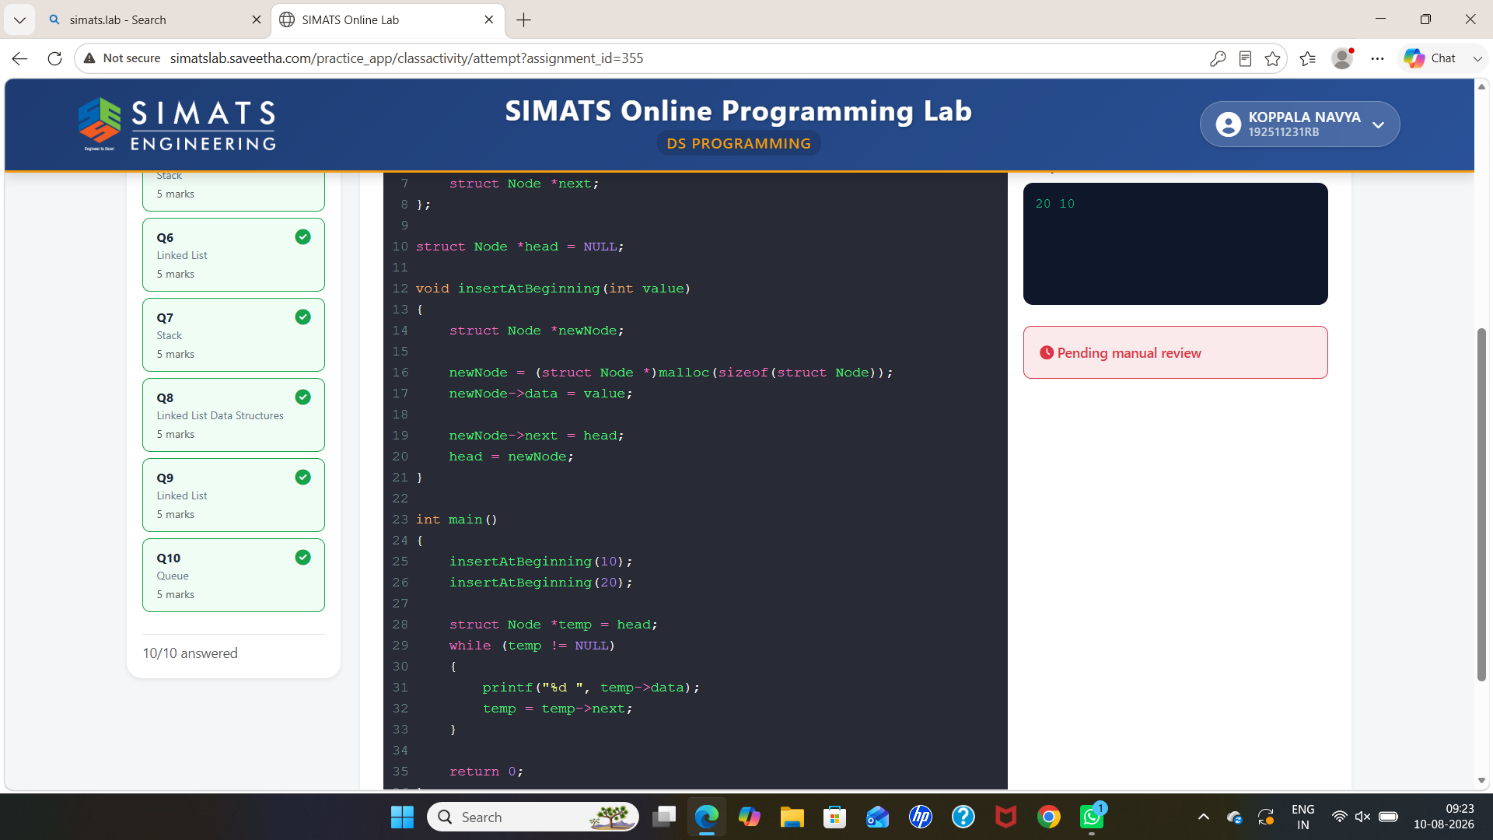 simats.lab - Search
SIMATS Online Lab
Not secure
simatslab.saveetha.com/practice_app/classactivity/attempt?assignment_id=355
Chat
SIMATS
ENGINEERING
Engineer to Excel
SIMATS Online Programming Lab
DS PROGRAMMING
KOPPALA NAVYA
192511231RB
Stack
5 marks
Q6
Linked List
5 marks
Q7
Stack
5 marks
Q8
Linked List Data Structures
5 marks
Q9
Linked List
5 marks
Q10
Queue
5 marks
10/10 answered
7 struct Node *next;
8 };
9
10 struct Node *head = NULL;
11
12 void insertAtBeginning(int value)
13 {
14 struct Node *newNode;
15
16 newNode = (struct Node *)malloc(sizeof(struct Node));
17 newNode->data = value;
18
19 newNode->next = head;
20 head = newNode;
21 }
22
23 int main()
24 {
25 insertAtBeginning(10);
26 insertAtBeginning(20);
27
28 struct Node *temp = head;
29 while (temp != NULL)
30 {
31 printf("%d ", temp->data);
32 temp = temp->next;
33 }
34
35 return 0;
20 10
Pending manual review
Search
1
ENG
IN
09:23
10-08-2026